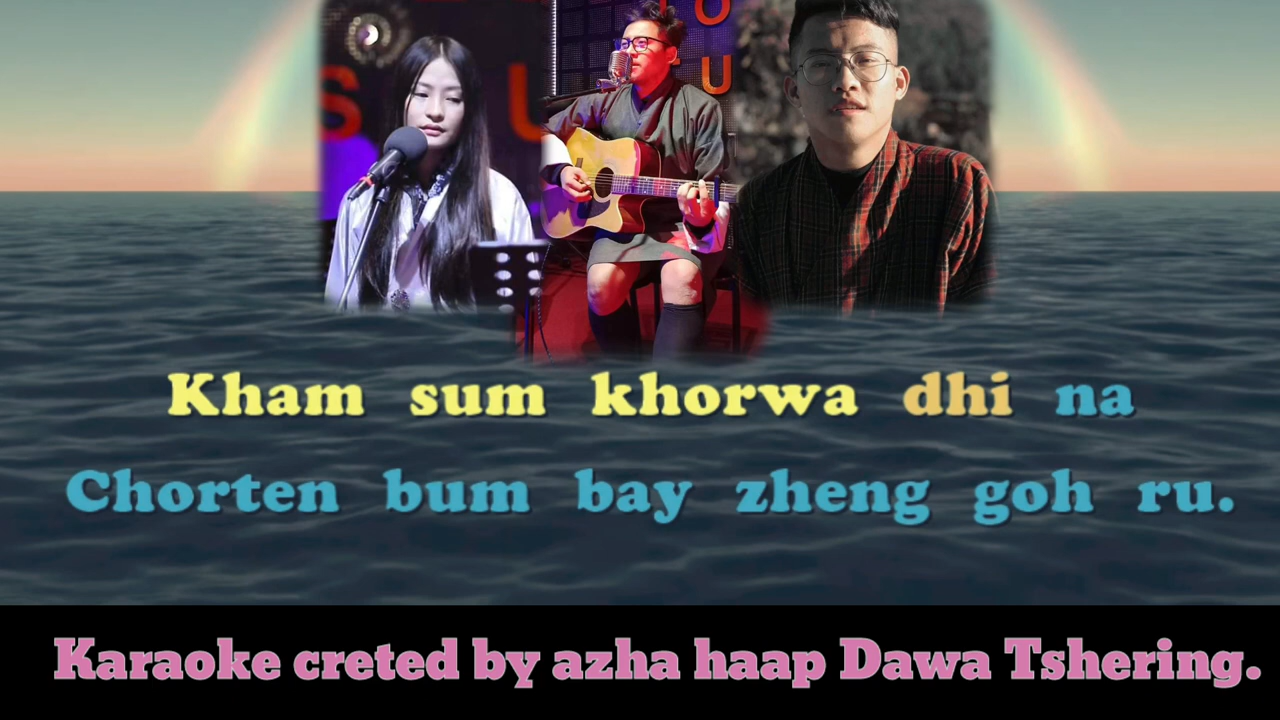 S U
O
U
Kham sum khorwa dhi na
Chorten bum bay zheng goh ru.
Karaoke creted by azha haap Dawa Tshering.